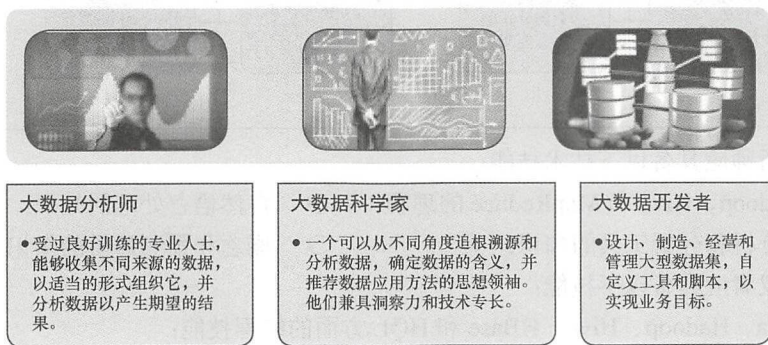 大数据分析师
●受过良好训练的专业人士，
能够收集不同来源的数据，
以适当的形式组织它，并
分析数据以产生期望的结
果。
大数据科学家
●一个可以从不同角度追根溯源和
分析数据，确定数据的含义，并
推荐数据应用方法的思想领袖。
他们兼具洞察力和技术专长。
大数据开发者
●设计、制造、经营和
管理大型数据集，自
定义工具和脚本，以
实现业务目标。